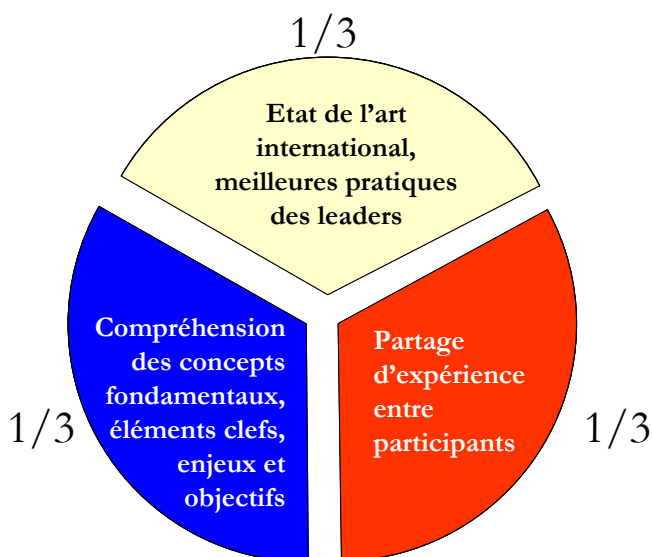 1/3
Etat de l’art
international,
meilleures pratiques
des leaders
Compréhension
des concepts
fondamentaux,
éléments clefs,
enjeux et
objectifs
1/3
Partage
d’expérience
entre
participants
1/3